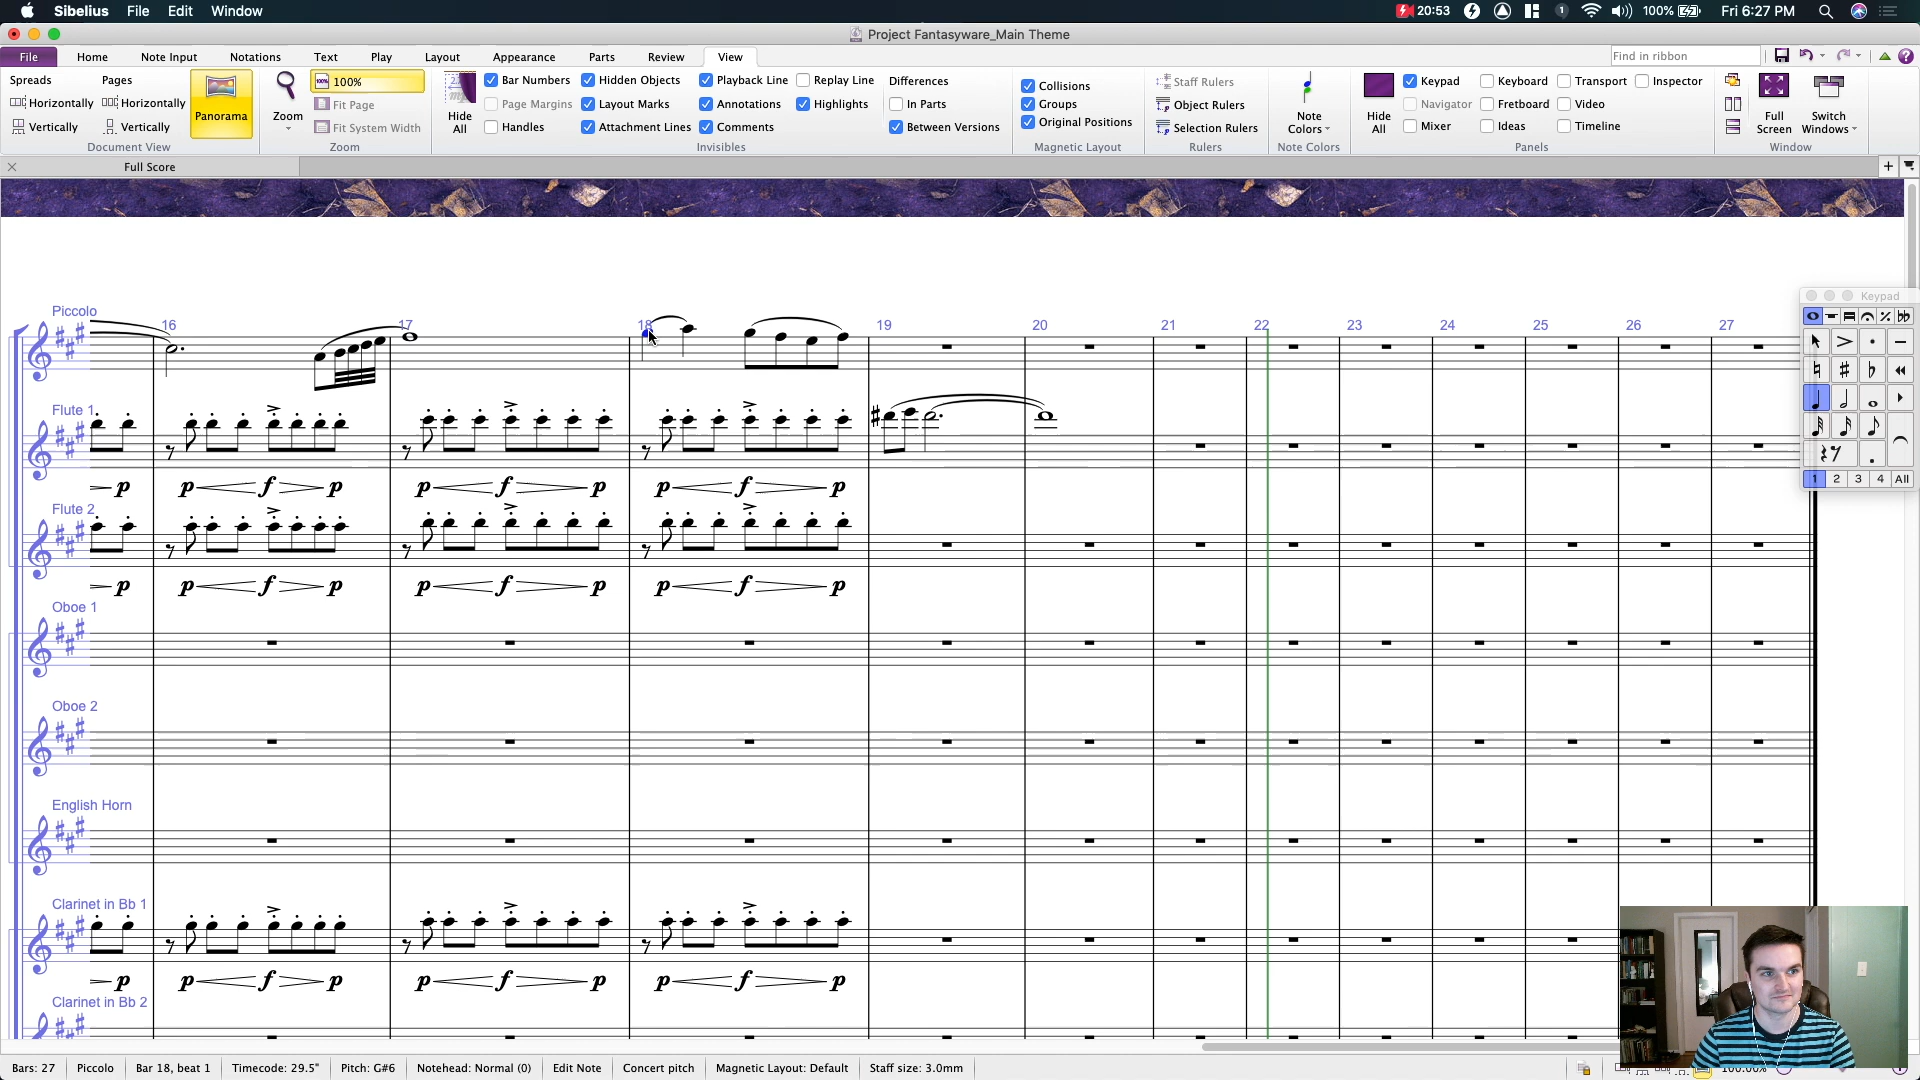 Sibelius File Edit Window
20:53 1 100% Fri 6:27 PM
Project Fantasyware_Main Theme
File Home Note Input Notations Text Play Layout Appearance Parts Review View Find in ribbon
Spreads Pages
Horizontally Horizontally
Vertically Vertically
Panorama
Document View
Zoom
100%
Fit Page
Fit System Width
Zoom
Hide All
Bar Numbers Hidden Objects Playback Line Replay Line
Page Margins Layout Marks Annotations Highlights
Handles Attachment Lines Comments
Differences
In Parts
Between Versions
Invisibles
Collisions
Groups
Original Positions
Magnetic Layout
Staff Rulers
Object Rulers
Selection Rulers
Rulers
Note Colors
Note Colors
Hide All
Keypad Keyboard Transport Inspector
Navigator Fretboard Video
Mixer Ideas Timeline
Panels
Full Screen
Switch Windows
Window
Full Score
Keypad
1 2 3 4 All
Piccolo
16 17 18 19 20 21 22 23 24 25 26 27
Flute 1
p p f p p f p p f p
Flute 2
p p f p p f p p f p
Oboe 1
Oboe 2
English Horn
Clarinet in Bb 1
p p f p p f p p f p
Clarinet in Bb 2
Bars: 27 Piccolo Bar 18, beat 1 Timecode: 29.5" Pitch: G#6 Notehead: Normal (0) Edit Note Concert pitch Magnetic Layout: Default Staff size: 3.0mm